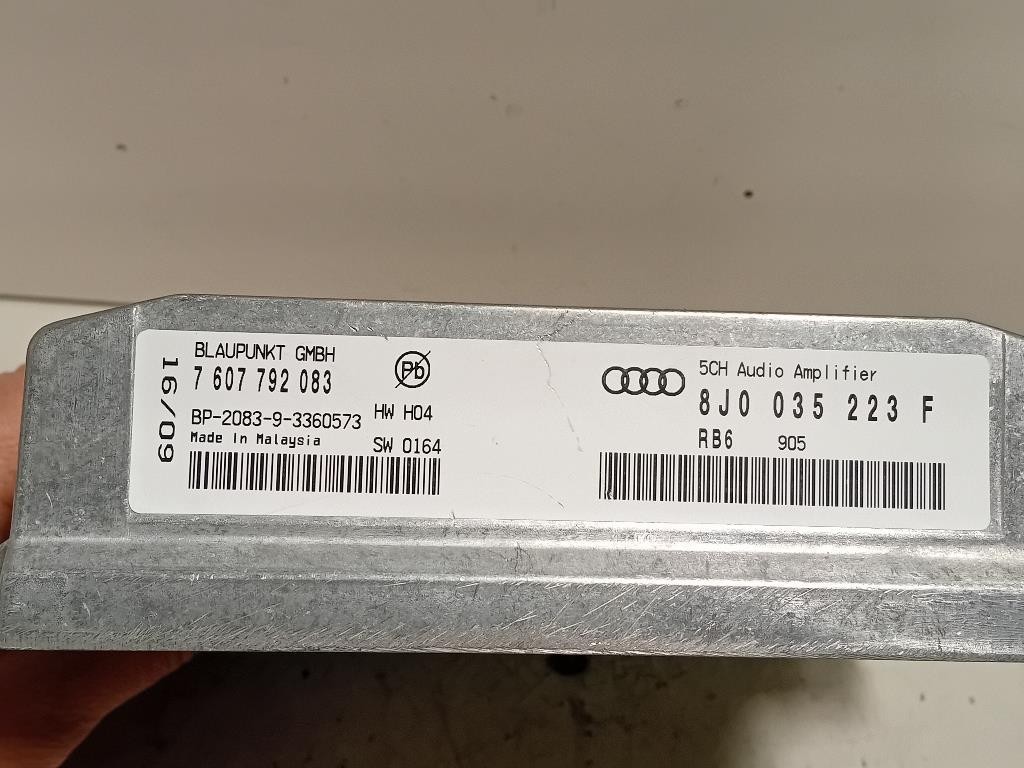 16/09
BLAUPUNKT GMBH
7 607 792 083
Pb
BP-2083-9-3360573
HW H04
Made In Malaysia
SW 0164
5CH Audio Amplifier
8J0 035 223 F
RB6 905